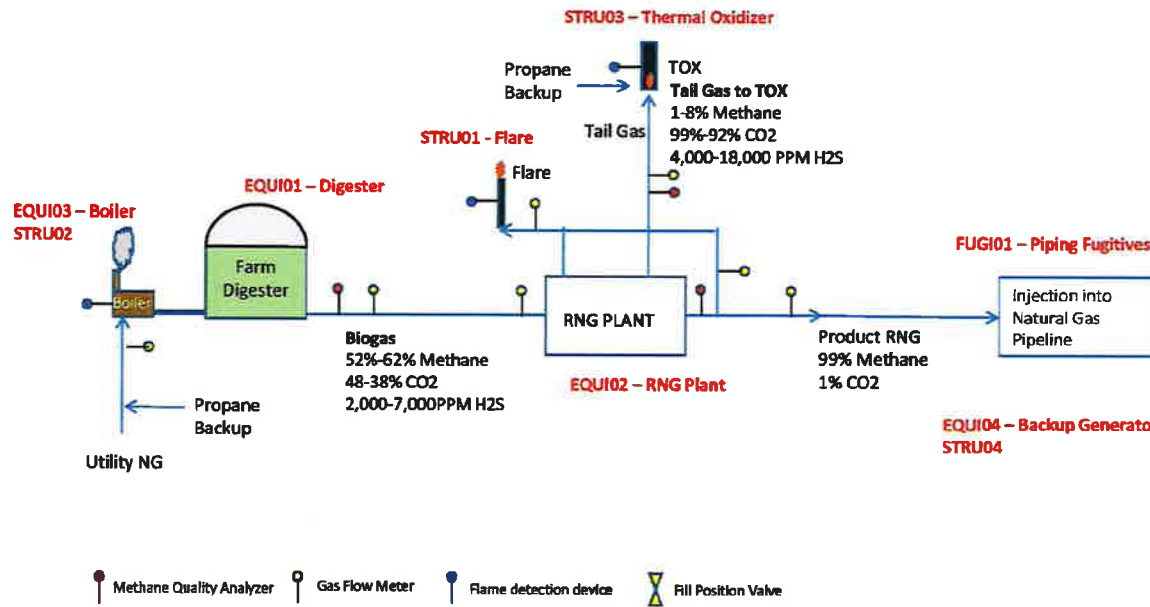 STRU03 – Thermal Oxidizer
Propane
Backup
TOX
Tail Gas to TOX
1-8% Methane
99%-92% CO2
4,000-18,000 PPM H2S
Tail Gas
STRU01 - Flare
Flare
EQUI01 – Digester
EQUI03 – Boiler
STRU02
Farm
Digester
Boiler
RNG PLANT
FUGI01 – Piping Fugitives
Injection into
Natural Gas
Pipeline
Biogas
52%-62% Methane
48-38% CO2
2,000-7,000PPM H2S
EQUI02 – RNG Plant
Product RNG
99% Methane
1% CO2
Propane
Backup
Utility NG
EQUI04 – Backup Generato
STRU04
Methane Quality Analyzer
Gas Flow Meter
Flame detection device
Fill Position Valve